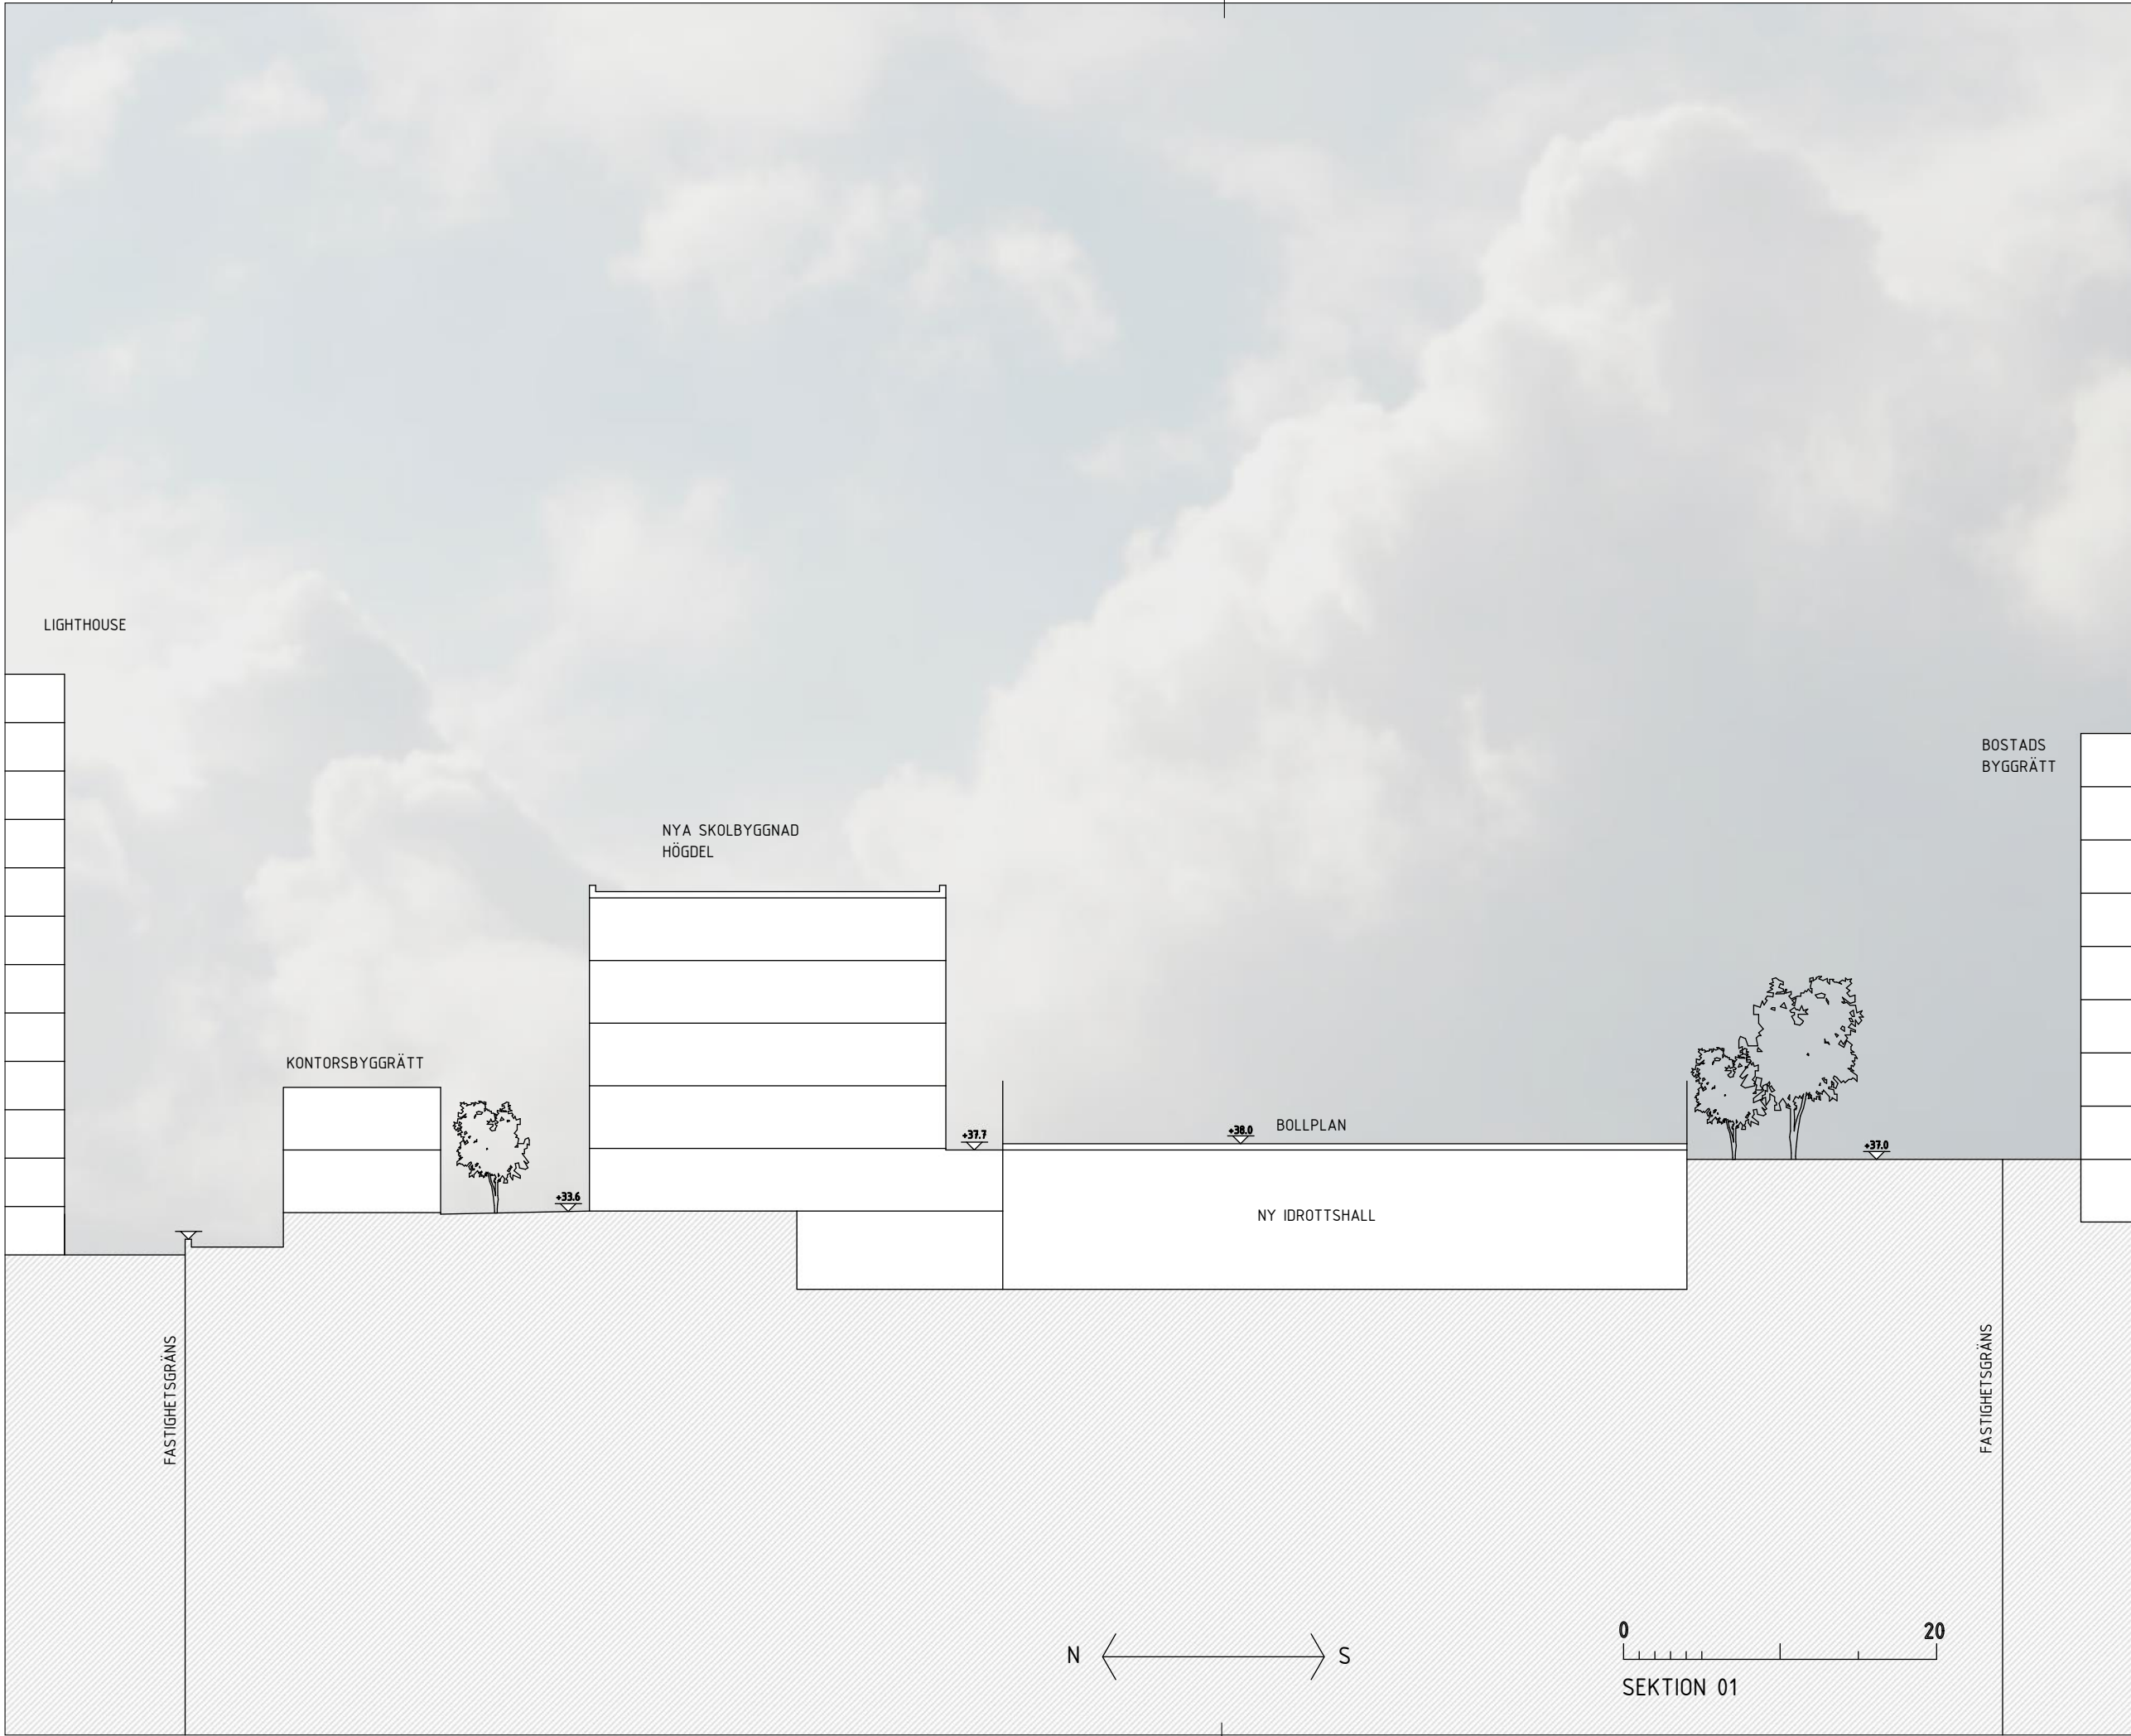 LIGHTHOUSE
BOSTADS
BYGGRÄTT
NYA SKOLBYGGNAD
HÖGDEL
KONTORSBYGGRÄTT
BOLLPLAN
+38.0
+37.7
+37.0
+33.6
NY IDROTTSHALL
FASTIGHETSGRÄNS
FASTIGHETSGRÄNS
0 20
N S
SEKTION 01